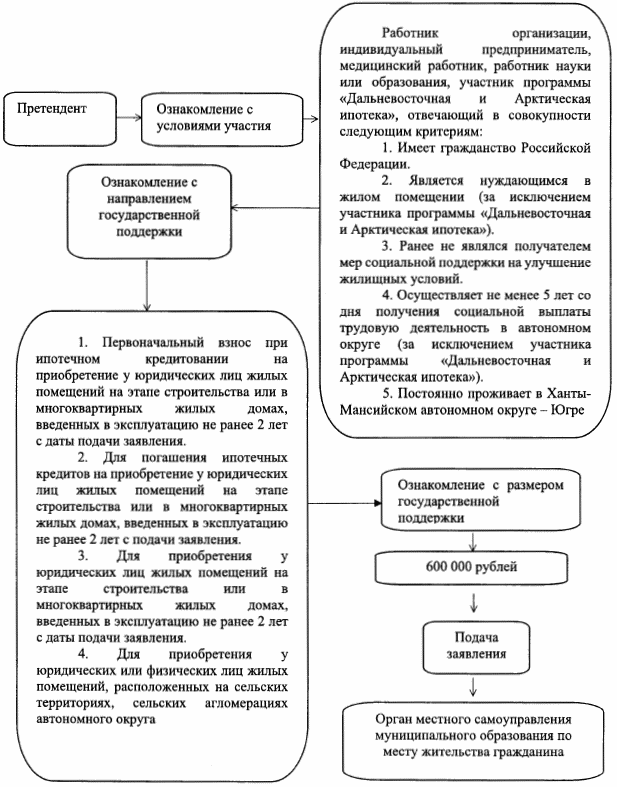 Претендент
Ознакомление с
условиями участия
Работник организации,
индивидуальный предприниматель,
медицинский работник, работник науки
или образования, участник программы
«Дальневосточная и Арктическая
ипотека», отвечающий в совокупности
следующим критериям:
1. Имеет гражданство Российской
Федерации.
2. Является нуждающимся в
жилом помещении (за исключением
участника программы «Дальневосточная
и Арктическая ипотека»).
3. Ранее не являлся получателем
мер социальной поддержки на улучшение
жилищных условий.
4. Осуществляет не менее 5 лет со
дня получения социальной выплаты
трудовую деятельность в автономном
округе (за исключением участника
программы «Дальневосточная и
Арктическая ипотека»).
5. Постоянно проживает в Ханты-
Мансийском автономном округе – Югре
Ознакомление с
направлением
государственной
поддержки
1. Первоначальный взнос при
ипотечном кредитовании на
приобретение у юридических лиц жилых
помещений на этапе строительства или в
многоквартирных жилых домах,
введенных в эксплуатацию не ранее 2 лет
с даты подачи заявления.
2. Для погашения ипотечных
кредитов на приобретение у юридических
лиц жилых помещений на этапе
строительства или в многоквартирных
жилых домах, введенных в эксплуатацию
не ранее 2 лет с подачи заявления.
3. Для приобретения у
юридических лиц жилых помещений на
этапе строительства или в
многоквартирных жилых домах,
введенных в эксплуатацию не ранее 2 лет
с даты подачи заявления.
4. Для приобретения у
юридических или физических лиц жилых
помещений, расположенных на сельских
территориях, сельских агломерациях
автономного округа
Ознакомление с размером
государственной
поддержки
600 000 рублей
Подача
заявления
Орган местного самоуправления
муниципального образования по
месту жительства гражданина